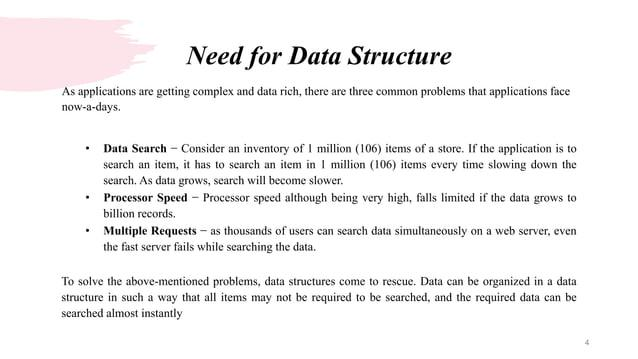 Need for Data Structure
As applications are getting complex and data rich, there are three common problems that applications face
now-a-days.
• Data Search − Consider an inventory of 1 million (106) items of a store. If the application is to
search an item, it has to search an item in 1 million (106) items every time slowing down the
search. As data grows, search will become slower.
• Processor Speed − Processor speed although being very high, falls limited if the data grows to
billion records.
• Multiple Requests − as thousands of users can search data simultaneously on a web server, even
the fast server fails while searching the data.
To solve the above-mentioned problems, data structures come to rescue. Data can be organized in a data
structure in such a way that all items may not be required to be searched, and the required data can be
searched almost instantly
4